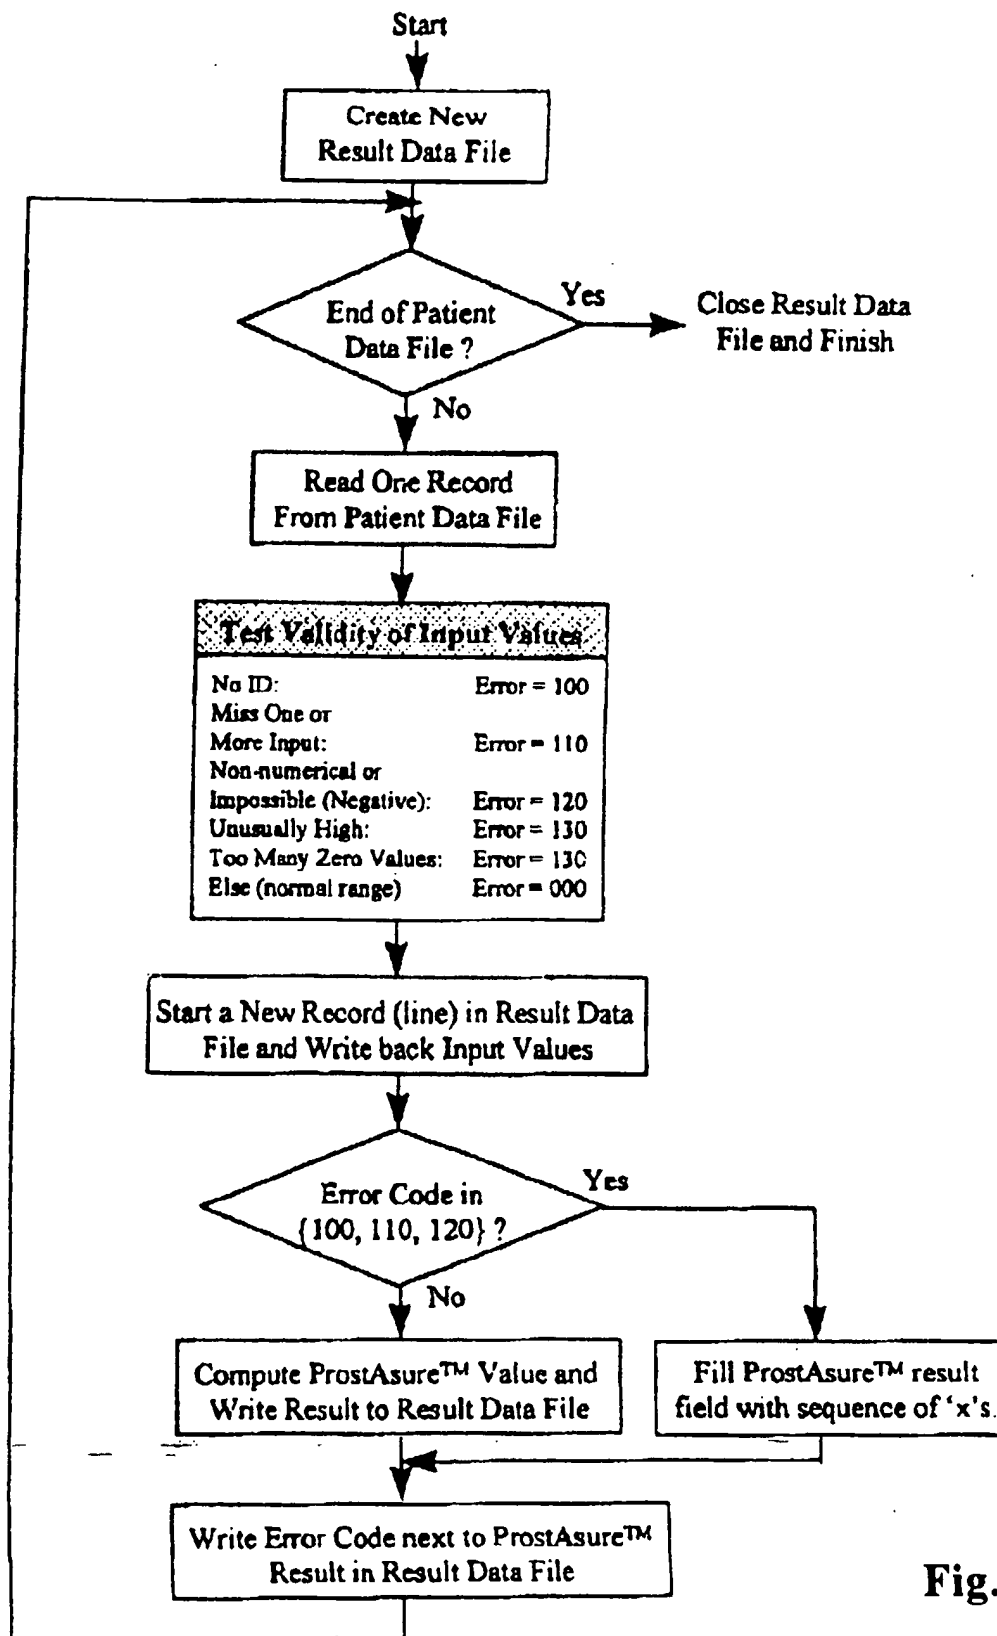 Start
Create New
Result Data File
End of Patient
Data File ?
Yes
Close Result Data
File and Finish
No
Read One Record
From Patient Data File
Test Validity of Input Values
No ID: Error = 100
Miss One or
More Input: Error = 110
Non-numerical or
Impossible (Negative): Error = 120
Unusually High: Error = 130
Too Many Zero Values: Error = 130
Else (normal range) Error = 000
Start a New Record (line) in Result Data
File and Write back Input Values
Error Code in
{100, 110, 120} ?
Yes
No
Compute ProstAsure™ Value and
Write Result to Result Data File
Fill ProstAsure™ result
field with sequence of ‘x’s.
Write Error Code next to ProstAsure™
Result in Result Data File
Fig.